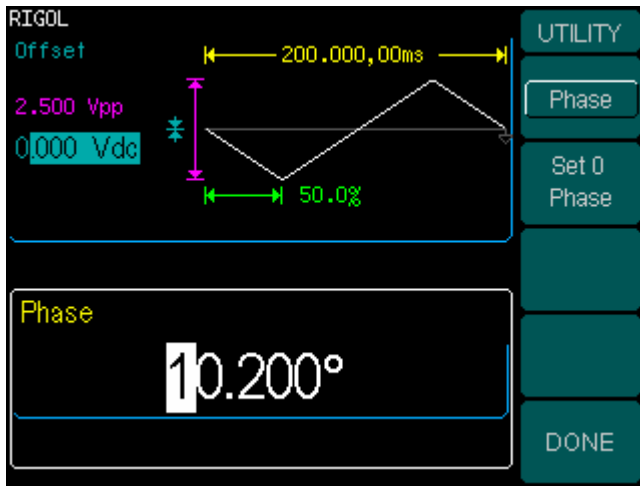 RIGOL
UTILITY
Offset
200.000,00ms
2.500 Vpp
Phase
0.000 Vdc
50.0%
Set 0
Phase
Phase
10.200°
DONE